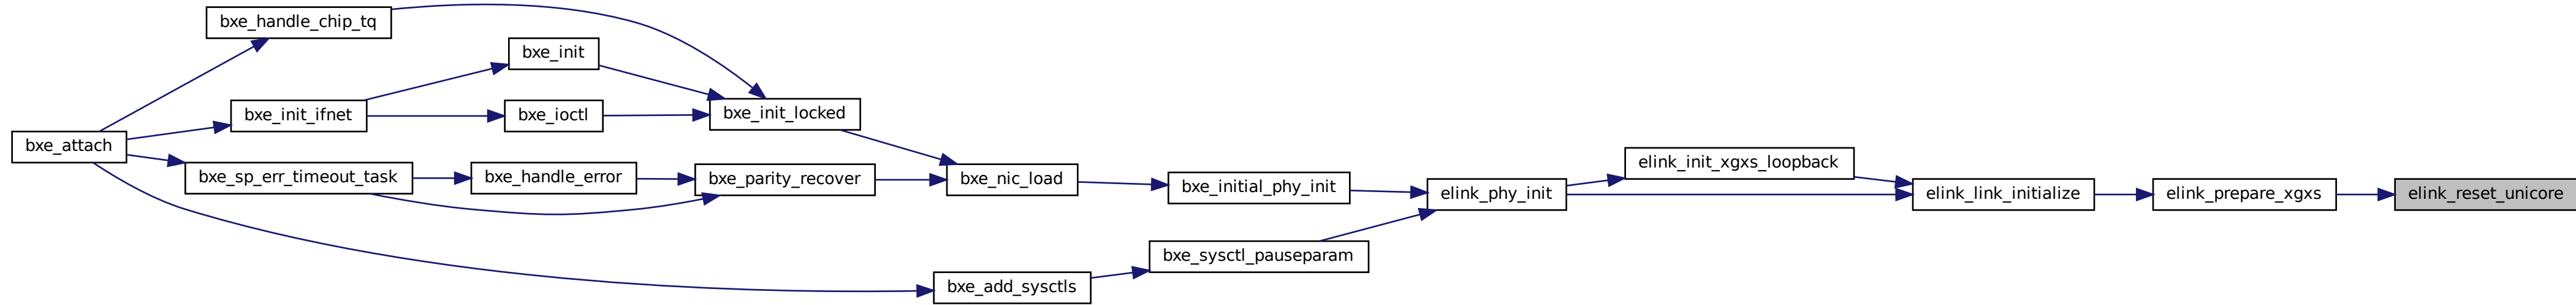 bxe_handle_chip_tq
bxe_init
bxe_init_ifnet
bxe_ioctl
bxe_init_locked
bxe_attach
bxe_sp_err_timeout_task
bxe_handle_error
bxe_parity_recover
bxe_nic_load
bxe_initial_phy_init
elink_phy_init
elink_init_xgxs_loopback
elink_link_initialize
elink_prepare_xgxs
elink_reset_unicore
bxe_sysctl_pauseparam
bxe_add_sysctls